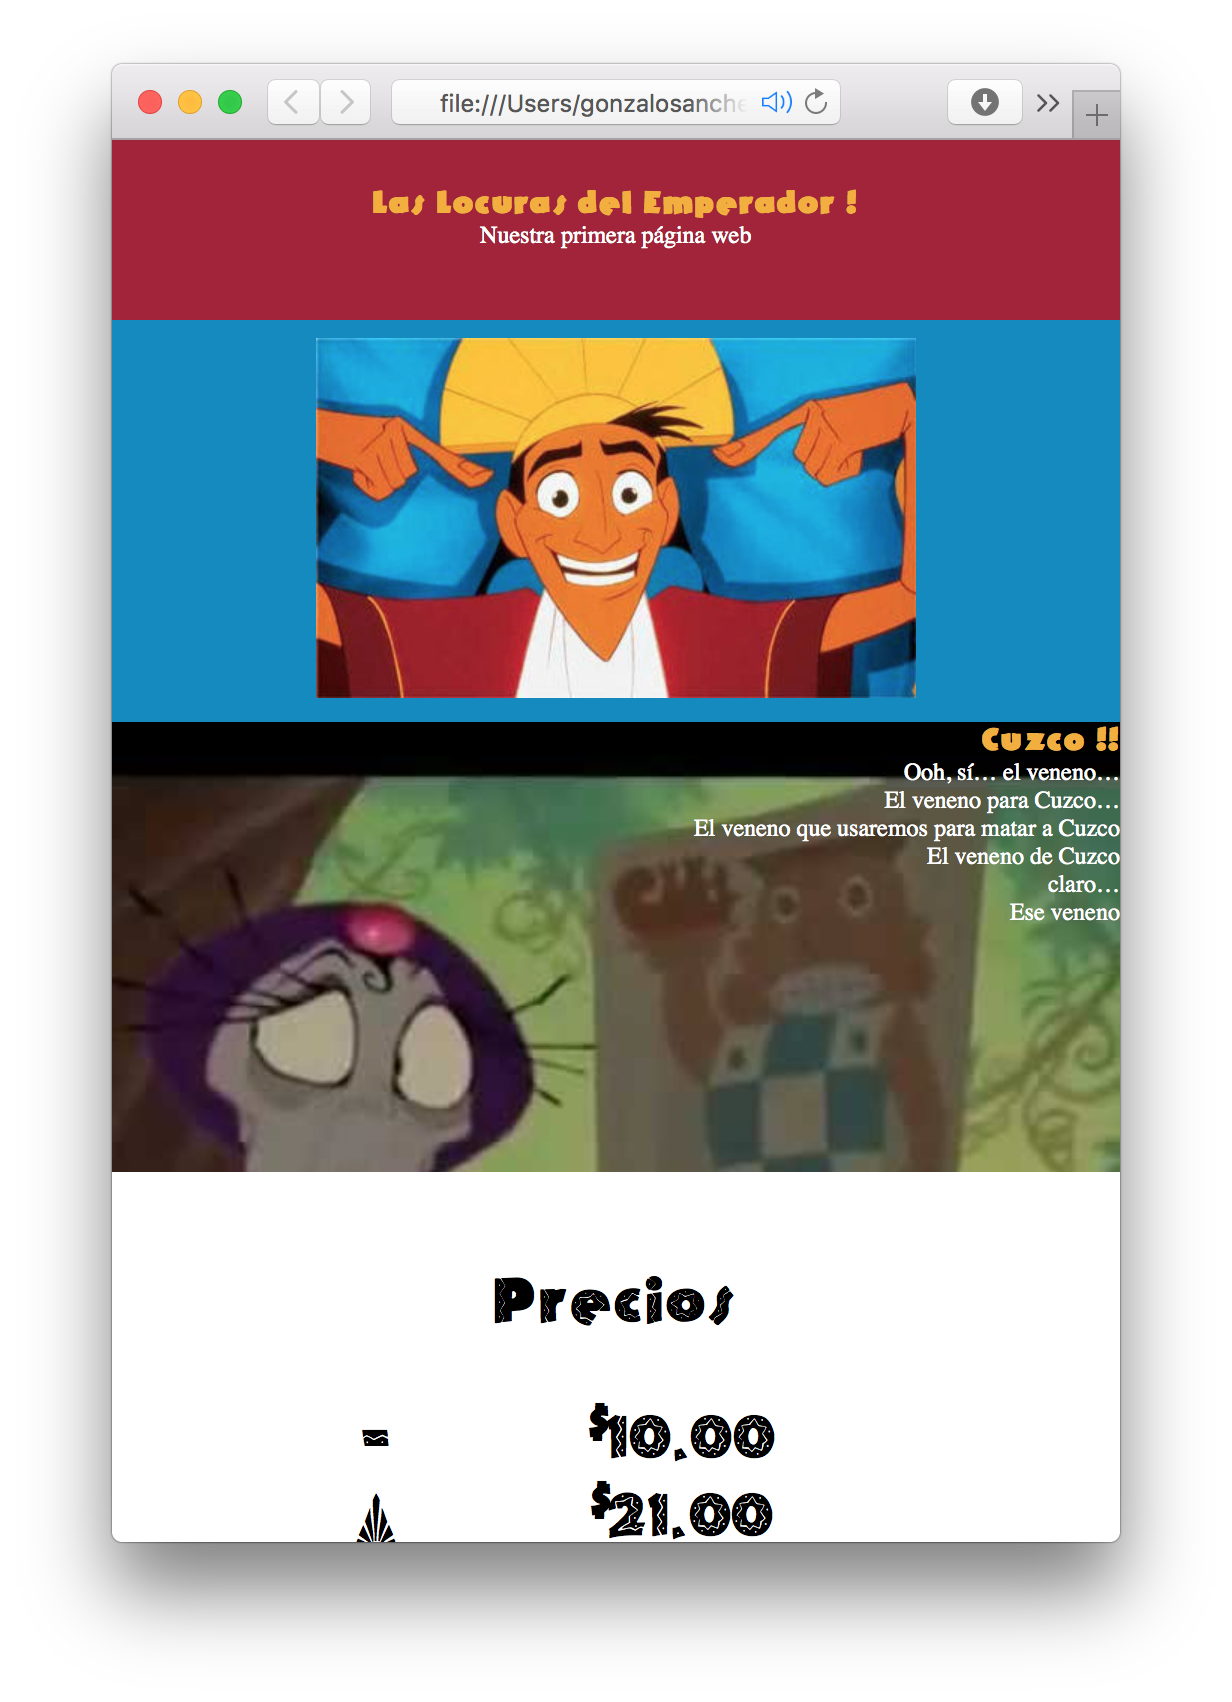 file:///Users/gonzalosanche
Las Locuras del Emperador !
Nuestra primera página web
Cuzco !!
Ooh, sí… el veneno…
El veneno para Cuzco…
El veneno que usaremos para matar a Cuzco
El veneno de Cuzco
claro…
Ese veneno
Precios
$10.00
$21.00